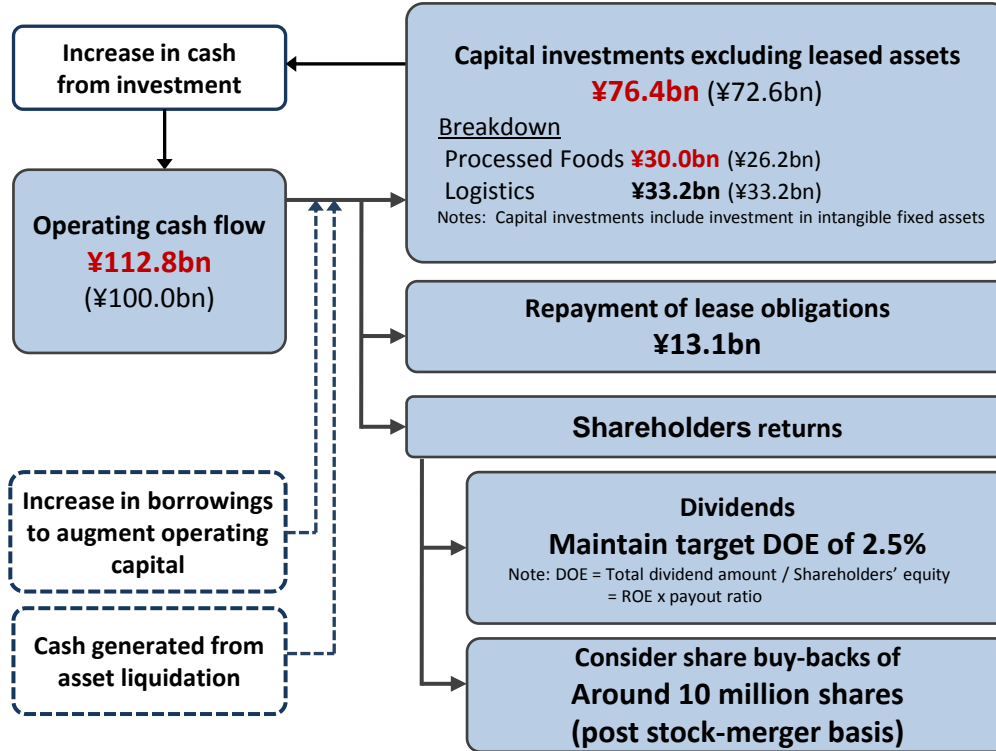 Increase in cash
from investment
Capital investments excluding leased assets
¥76.4bn (¥72.6bn)
Breakdown
Processed Foods ¥30.0bn (¥26.2bn)
Logistics ¥33.2bn (¥33.2bn)
Notes: Capital investments include investment in intangible fixed assets
Operating cash flow
¥112.8bn
(¥100.0bn)
Repayment of lease obligations
¥13.1bn
Shareholders returns
Increase in borrowings
to augment operating
capital
Cash generated from
asset liquidation
Dividends
Maintain target DOE of 2.5%
Note: DOE = Total dividend amount / Shareholders’ equity
= ROE x payout ratio
Consider share buy-backs of
Around 10 million shares
(post stock-merger basis)